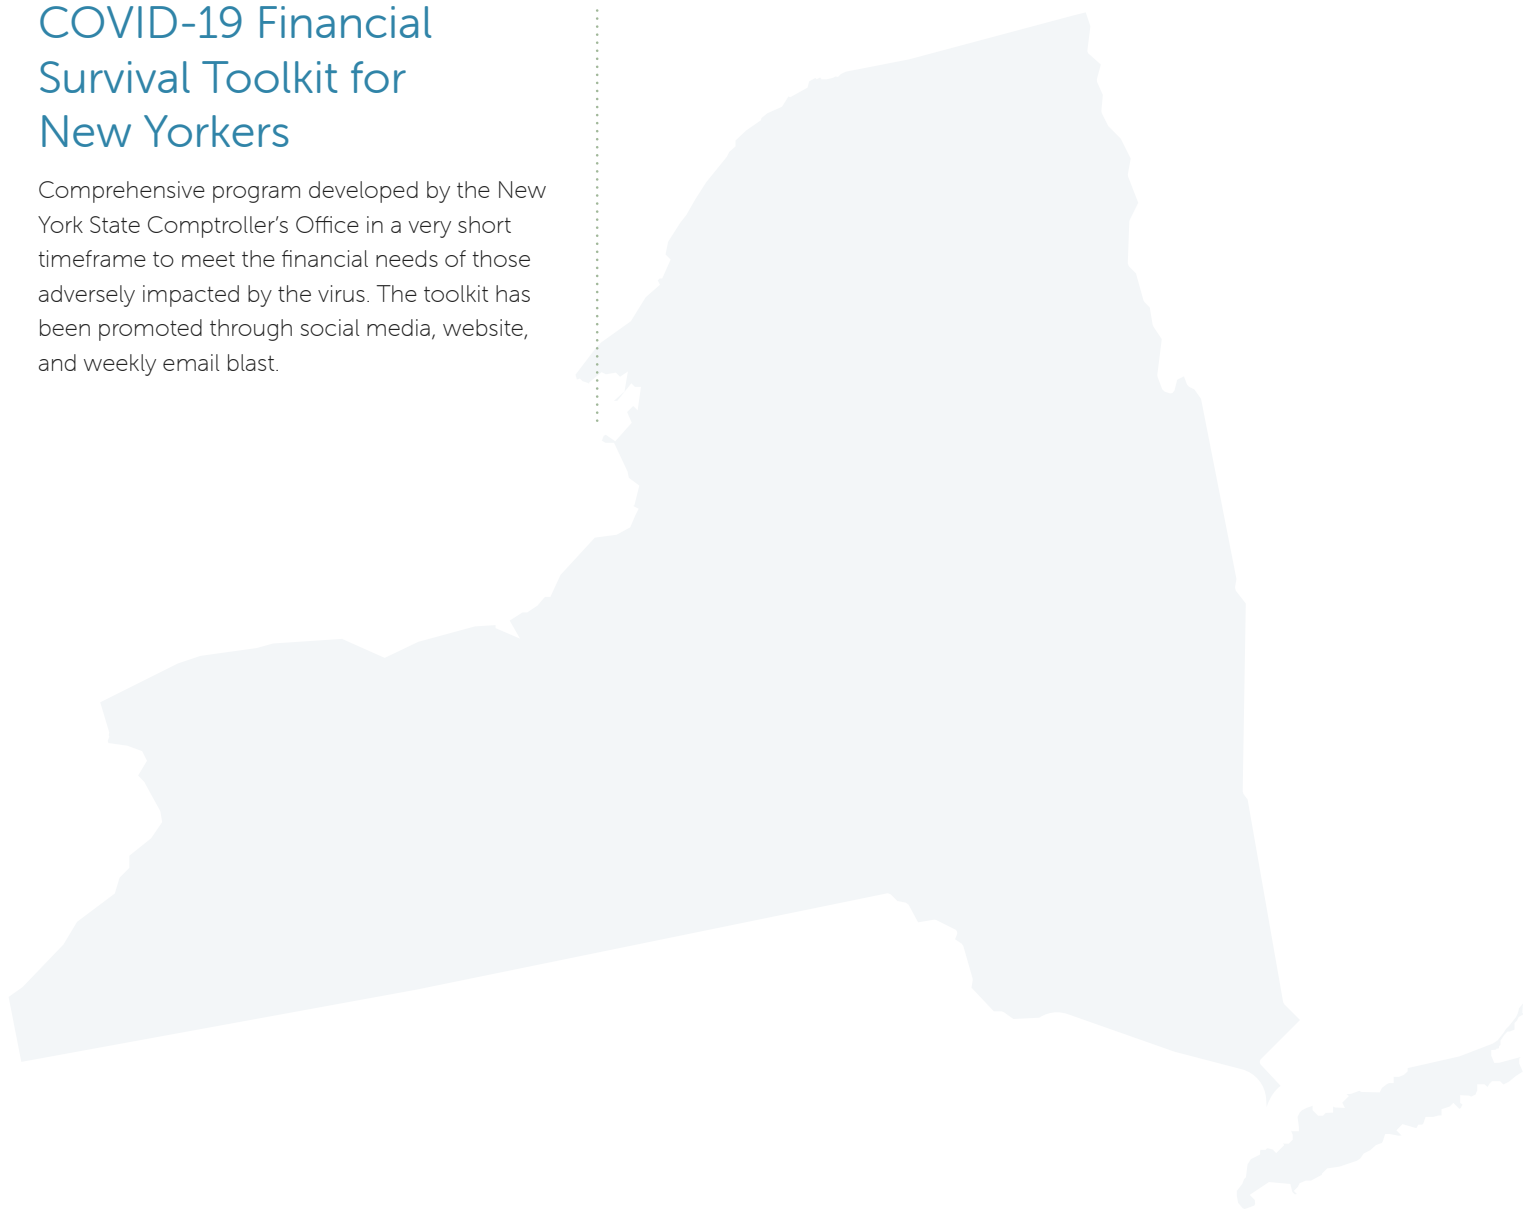 COVID-19 Financial
Survival Toolkit for
New Yorkers
Comprehensive program developed by the New
York State Comptroller’s Office in a very short
timeframe to meet the financial needs of those
adversely impacted by the virus. The toolkit has
been promoted through social media, website,
and weekly email blast.